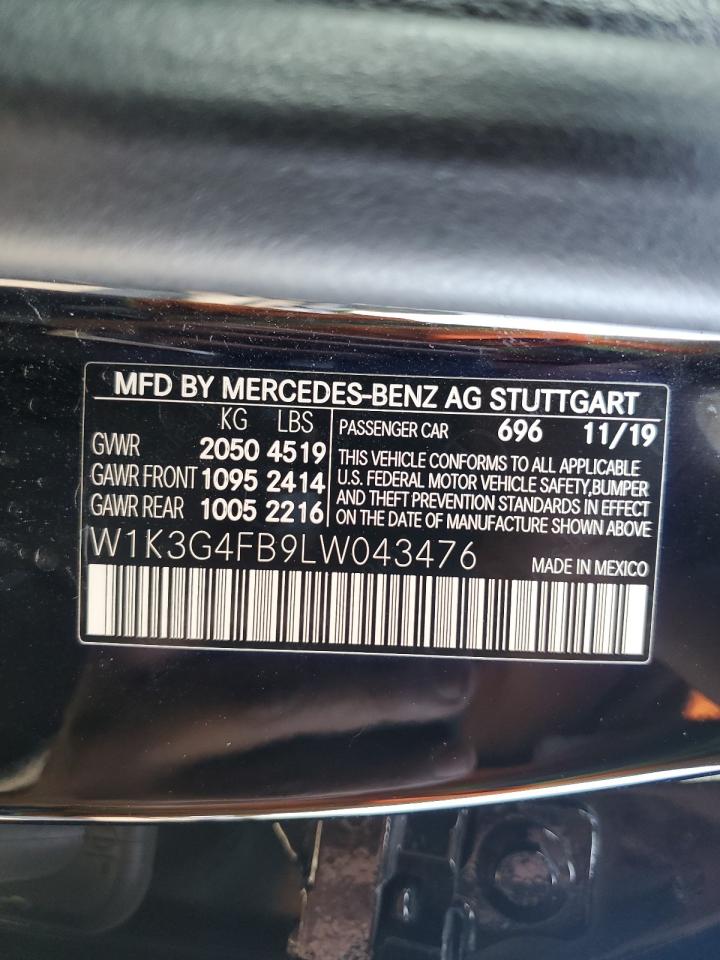 MFD BY MERCEDES-BENZ AG STUTTGART
KG LBS
GVWR 2050 4519
GAWR FRONT 1095 2414
GAWR REAR 1005 2216
PASSENGER CAR 696 11/19
THIS VEHICLE CONFORMS TO ALL APPLICABLE
U.S. FEDERAL MOTOR VEHICLE SAFETY,BUMPER
AND THEFT PREVENTION STANDARDS IN EFFECT
ON THE DATE OF MANUFACTURE SHOWN ABOVE
W1K3G4FB9LW043476
MADE IN MEXICO